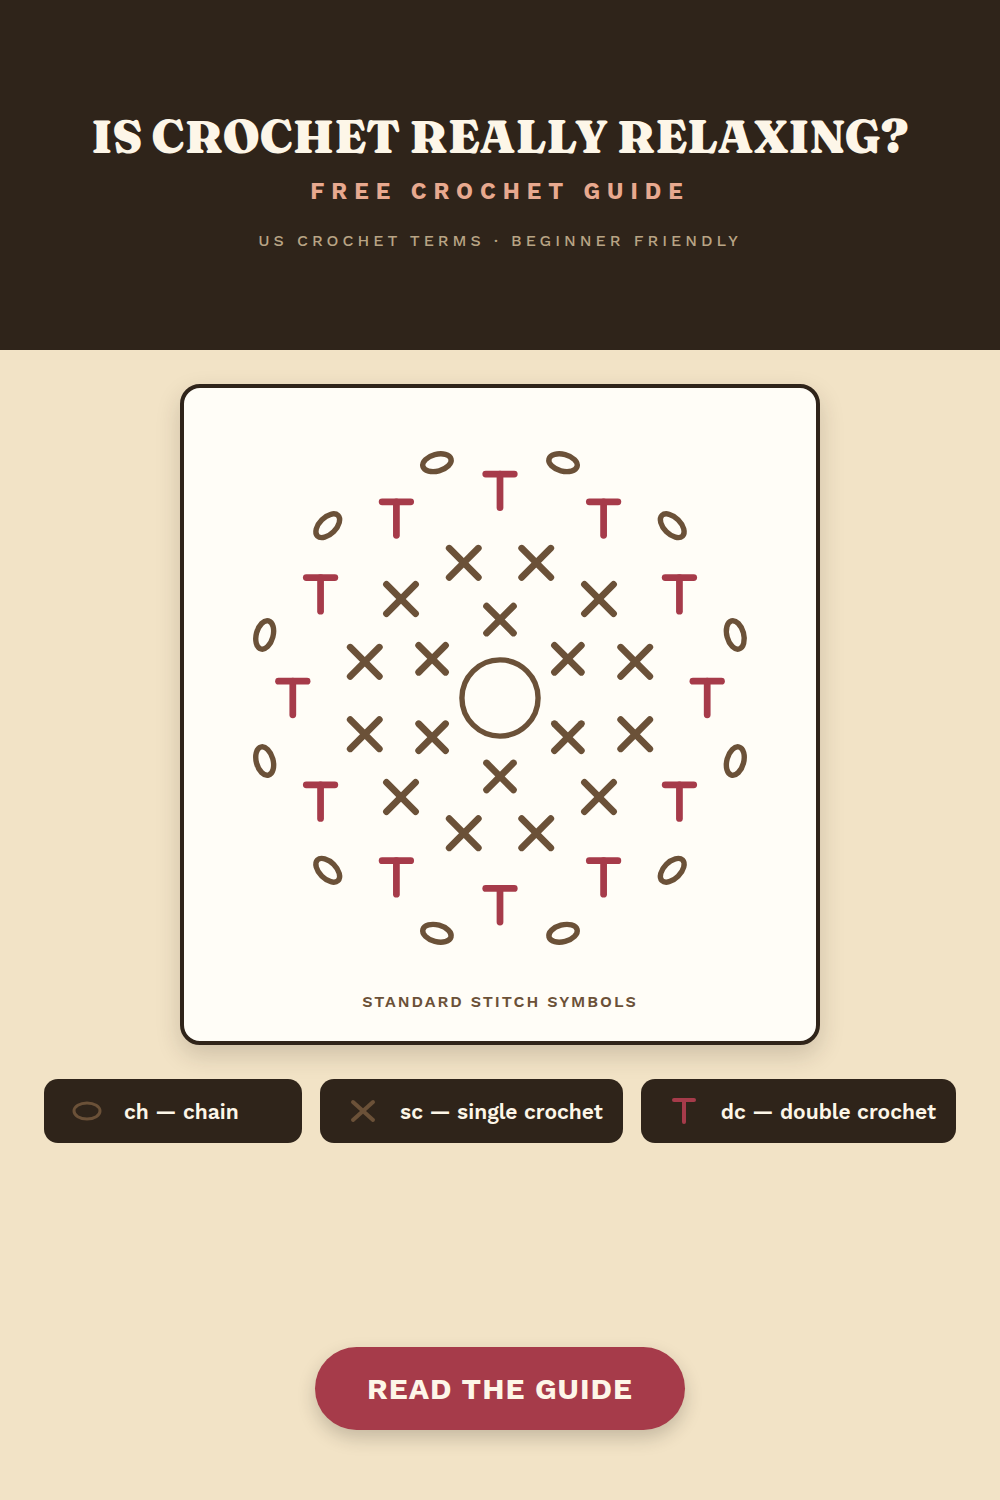 IS CROCHET REALLY RELAXING?
FREE CROCHET GUIDE
US CROCHET TERMS · BEGINNER FRIENDLY
STANDARD STITCH SYMBOLS
ch — chain
sc — single crochet
dc — double crochet
READ THE GUIDE